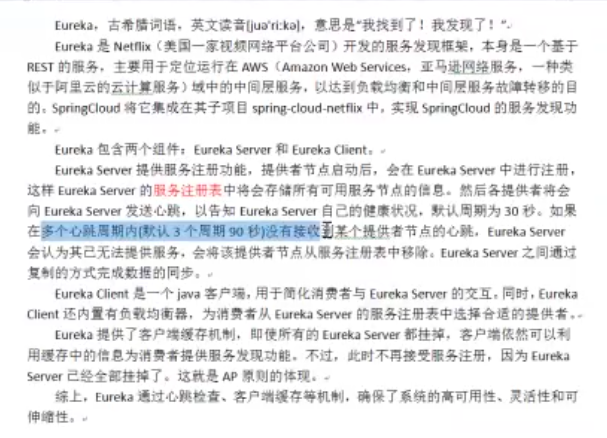 Eureka，古希腊词语，英文读音[juə'ri:kə]，意思是“我找到了！我发现了！”
Eureka 是 Netflix（美国一家视频网络平台公司）开发的服务发现框架，本身是一个基于
REST 的服务，主要用于定位运行在 AWS（Amazon Web Services，亚马逊网络服务，一种类
似于阿里云的云计算服务）域中的中间层服务，以达到负载均衡和中间层服务故障转移的目
的。SpringCloud 将它集成在其子项目 spring-cloud-netflix 中，实现 SpringCloud 的服务发现功
能。
Eureka 包含两个组件：Eureka Server 和 Eureka Client。
Eureka Server 提供服务注册功能，提供者节点启动后，会在 Eureka Server 中进行注册，
这样 Eureka Server 的服务注册表中将会存储所有可用服务节点的信息。然后各提供者将会
向 Eureka Server 发送心跳，以告知 Eureka Server 自己的健康状况，默认周期为 30 秒。如果
在多个心跳周期内(默认 3 个周期 90 秒)没有接收到某个提供者节点的心跳，Eureka Server
会认为其已无法提供服务，会将该提供者节点从服务注册表中移除。Eureka Server 之间通过
复制的方式完成数据的同步。
Eureka Client 是一个 java 客户端，用于简化消费者与 Eureka Server 的交互。同时，Eureka
Client 还内置有负载均衡器，为消费者从 Eureka Server 的服务注册表中选择合适的提供者。
Eureka 提供了客户端缓存机制，即使所有的 Eureka Server 都挂掉，客户端依然可以利
用缓存中的信息为消费者提供服务发现功能。不过，此时不再接受服务注册，因为 Eureka
Server 已经全部挂掉了。这就是 AP 原则的体现。
综上，Eureka 通过心跳检查、客户端缓存等机制，确保了系统的高可用性、灵活性和可
伸缩性。